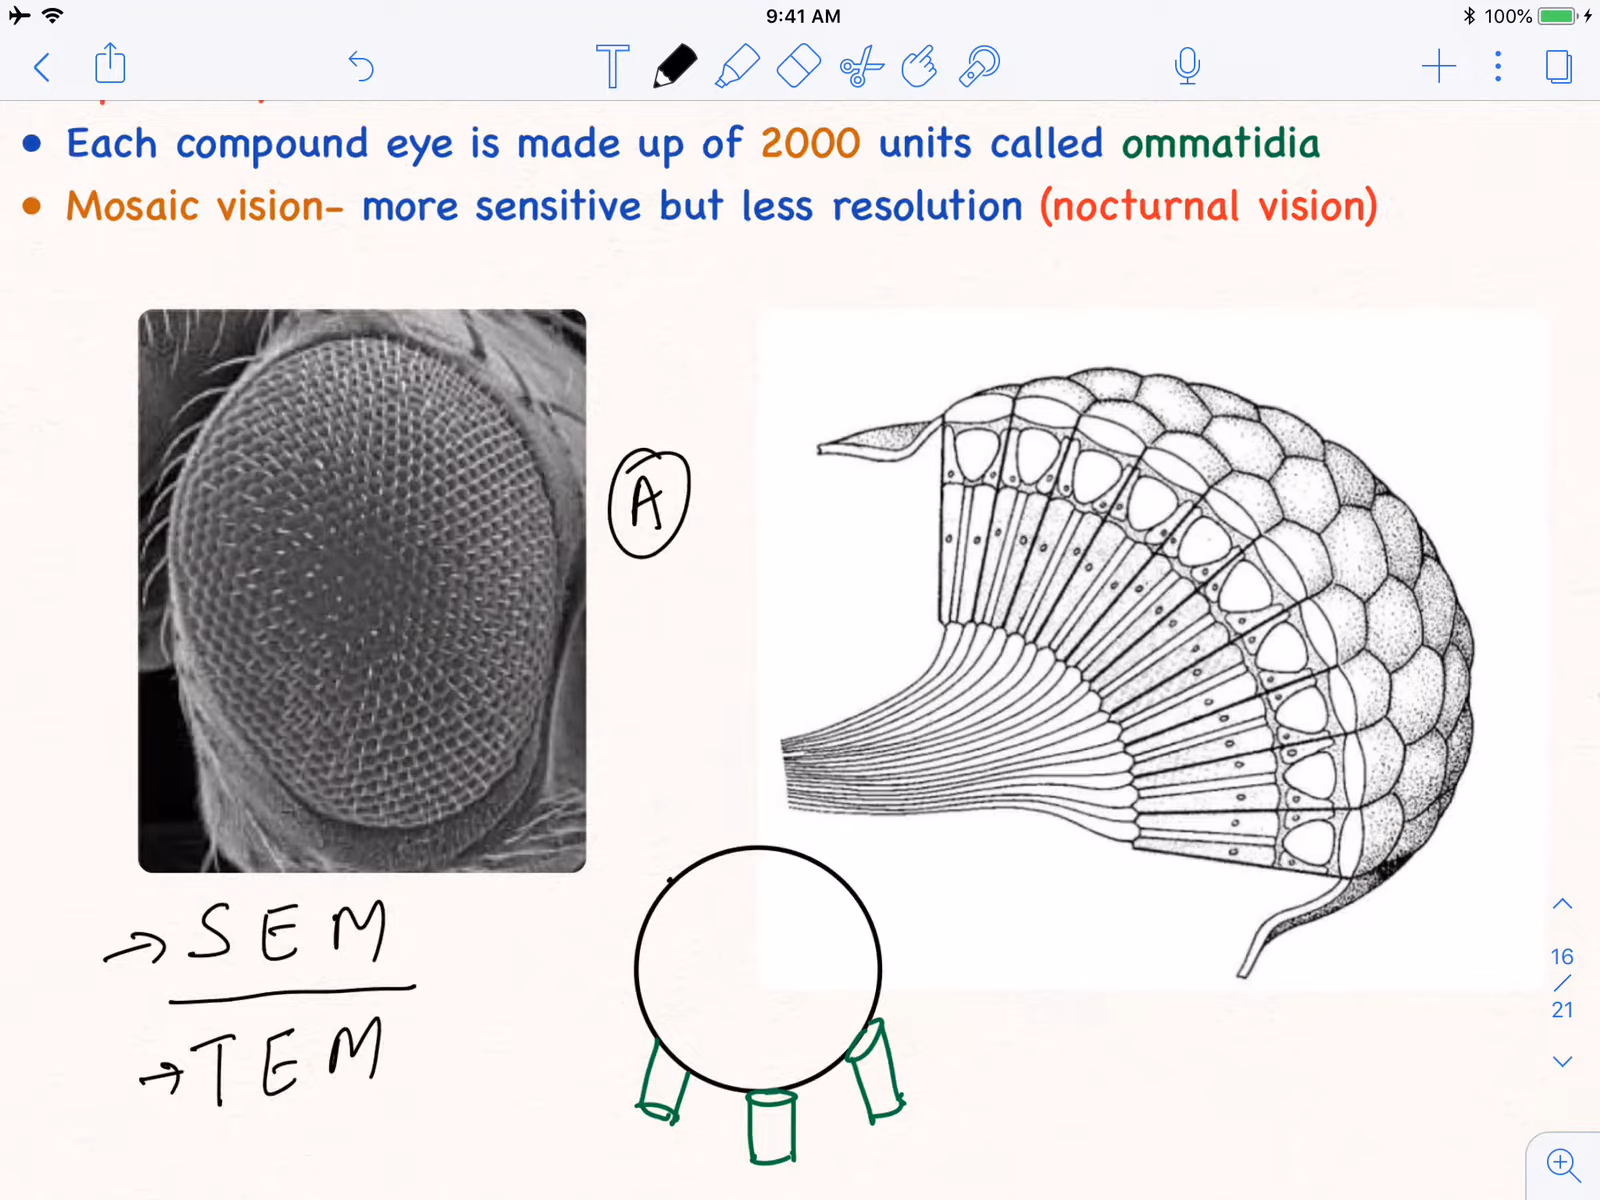 9:41 AM
100%
T
• Each compound eye is made up of 2000 units called ommatidia
• Mosaic vision- more sensitive but less resolution (nocturnal vision)
A
→ SEM
→ TEM
16
/
21